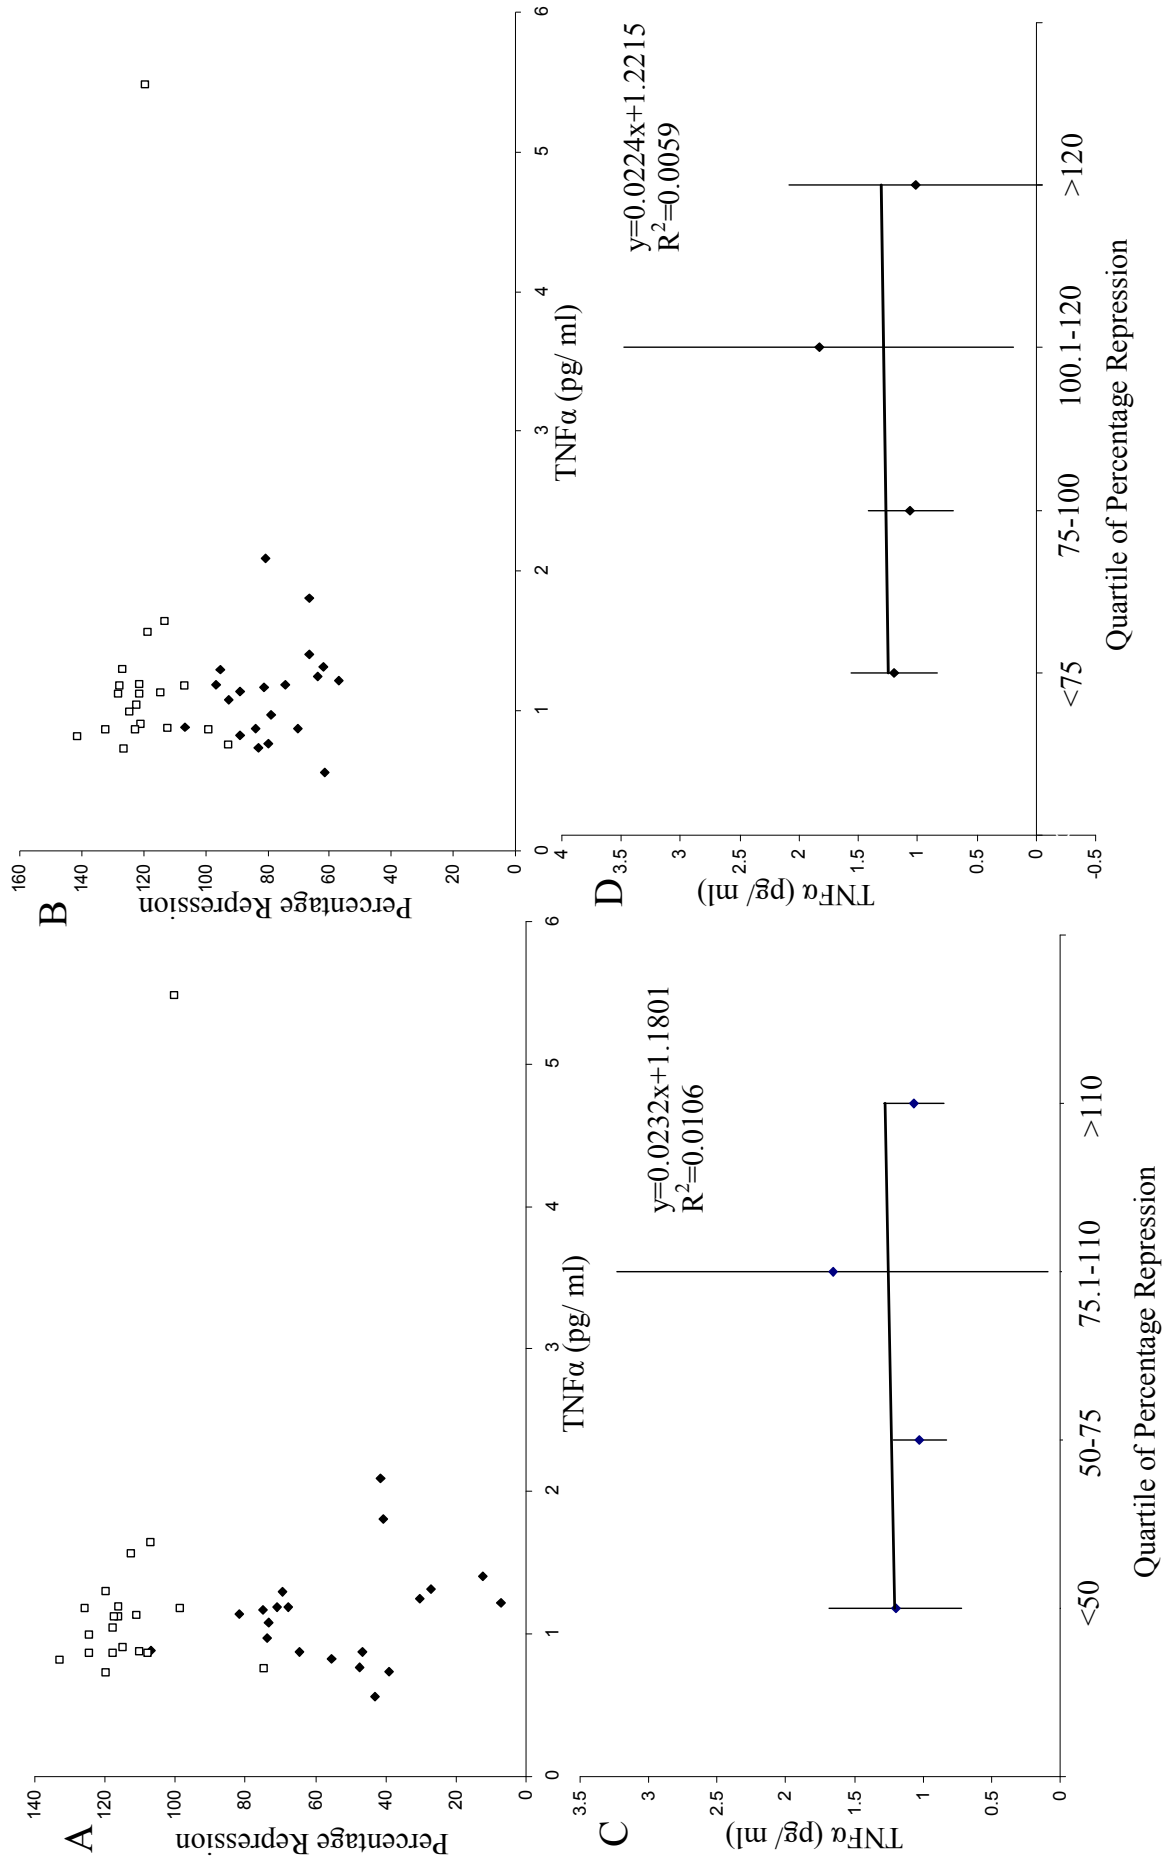 A
Percentage Repression
140
120
100
80
60
40
20
0
0 1 2 3 4 5 6
TNFα (pg/ ml)
B
Percentage Repression
160
140
120
100
80
60
40
20
0
0 1 2 3 4 5 6
TNFα (pg/ ml)
C
TNFα (pg/ ml)
3.5
3
2.5
2
1.5
1
0.5
0
y=0.0232x+1.1801
R²=0.0106
<50 50-75 75.1-110 >110
Quartile of Percentage Repression
D
TNFα (pg/ ml)
4
3.5
3
2.5
2
1.5
1
0.5
0
-0.5
y=0.0224x+1.2215
R²=0.0059
<75 75-100 100.1-120 >120
Quartile of Percentage Repression